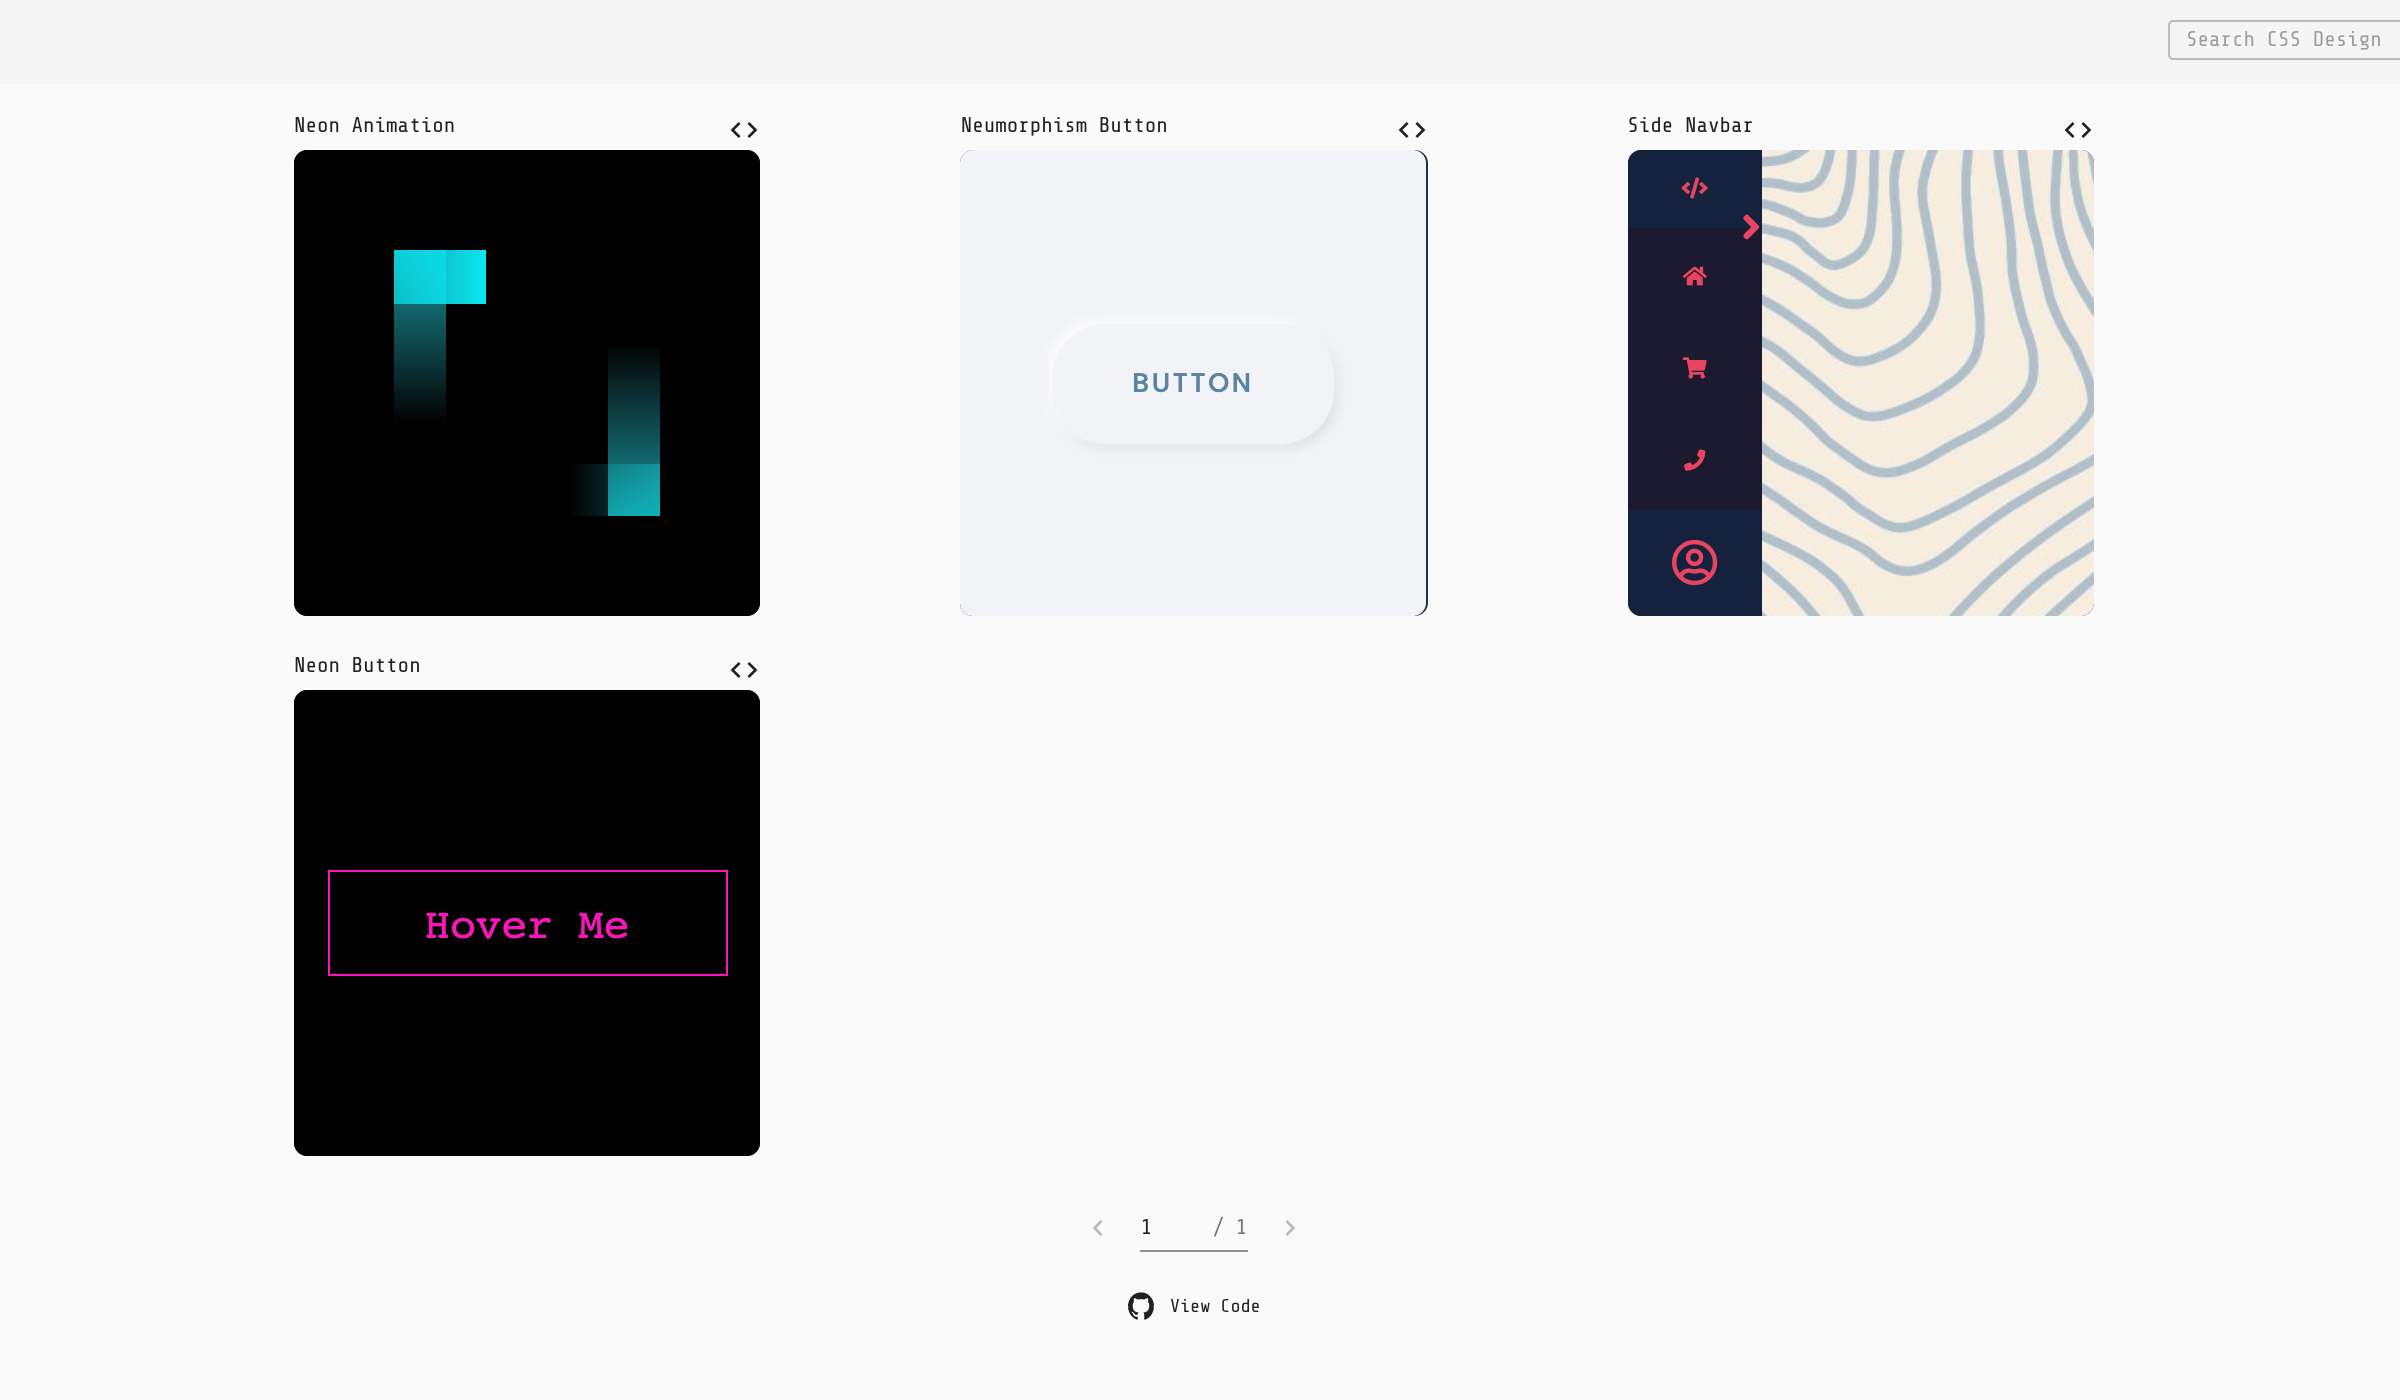 Search CSS Design
Neon Animation
Neumorphism Button
Side Navbar
BUTTON
Neon Button
Hover Me
1 / 1
View Code